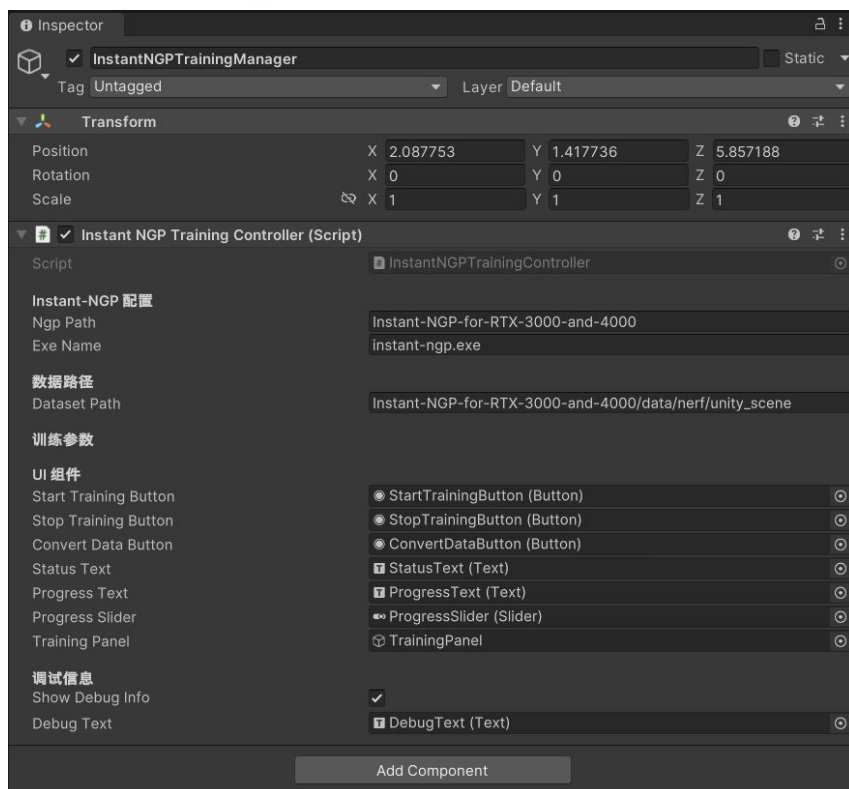 Inspector
InstantNGPTrainingManager Static
Tag Untagged Layer Default
Transform
Position X 2.087753 Y 1.417736 Z 5.857188
Rotation X 0 Y 0 Z 0
Scale X 1 Y 1 Z 1
# Instant NGP Training Controller (Script)
Script # InstantNGPTrainingController
Instant-NGP 配置
Ngp Path Instant-NGP-for-RTX-3000-and-4000
Exe Name instant-ngp.exe
数据路径
Dataset Path Instant-NGP-for-RTX-3000-and-4000/data/nerf/unity_scene
训练参数
UI 组件
Start Training Button StartTrainingButton (Button)
Stop Training Button StopTrainingButton (Button)
Convert Data Button ConvertDataButton (Button)
Status Text StatusText (Text)
Progress Text ProgressText (Text)
Progress Slider ProgressSlider (Slider)
Training Panel TrainingPanel
调试信息
Show Debug Info
Debug Text DebugText (Text)
Add Component